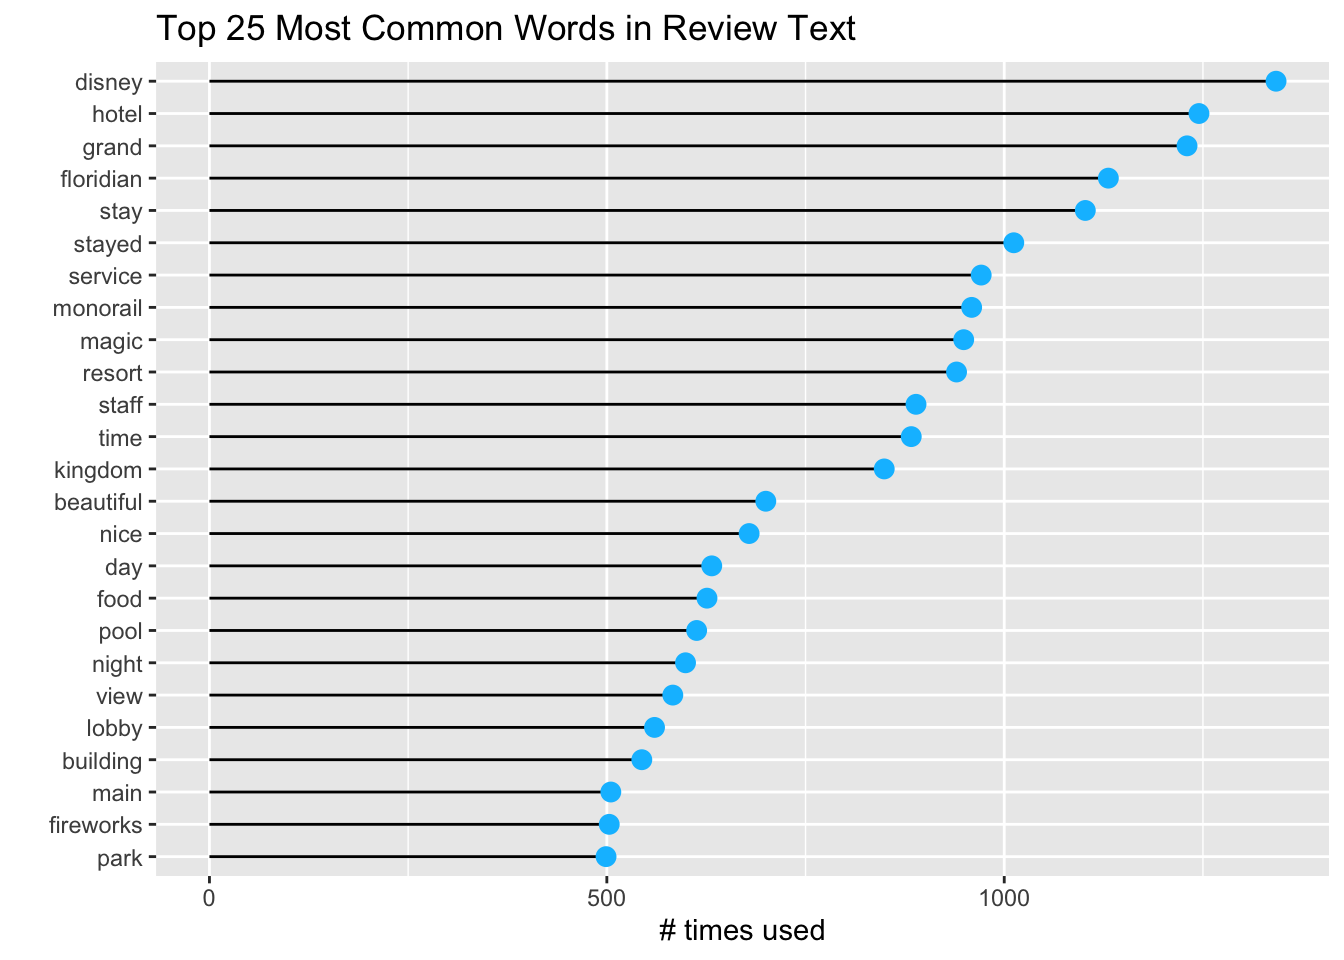 Top 25 Most Common Words in Review Text
disney
hotel
grand
floridian
stay
stayed
service
monorail
magic
resort
staff
time
kingdom
beautiful
nice
day
food
pool
night
view
lobby
building
main
fireworks
park
0 500 1000
# times used